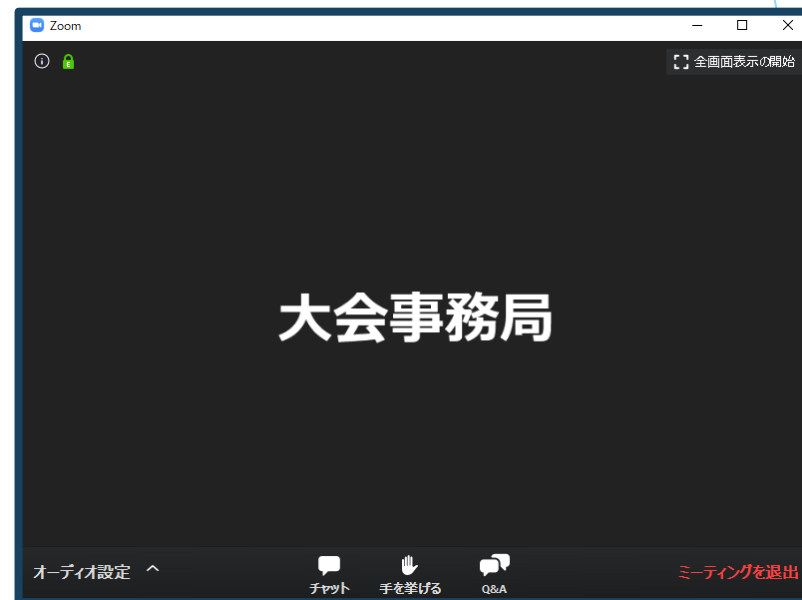 Zoom
全画面表示の開始
大会事務局
オーディオ設定
チャット
手を挙げる
Q&A
ミーティングを退出